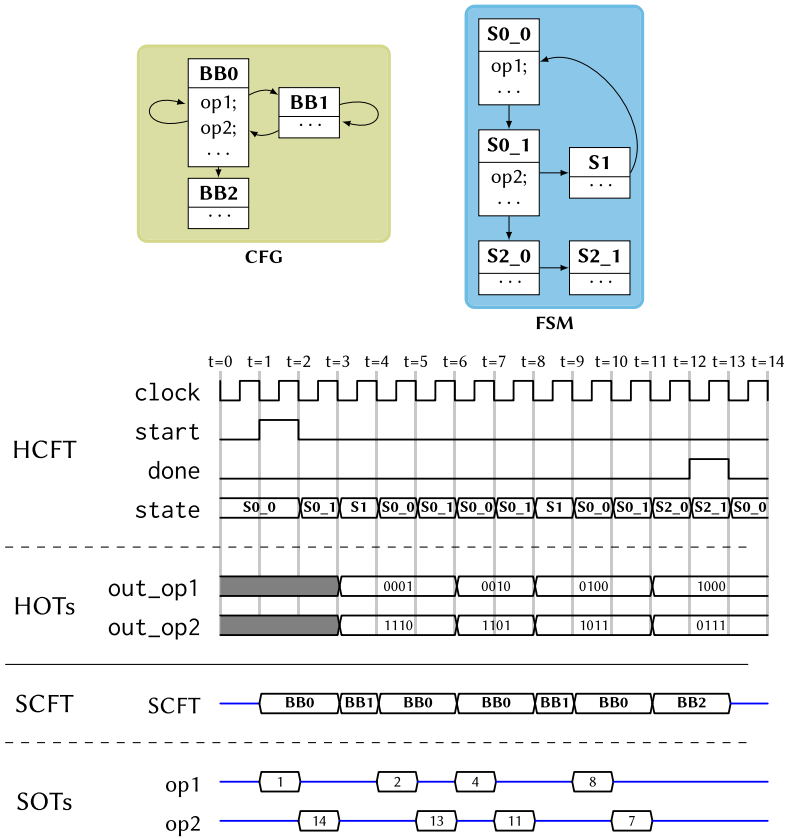 BB0
op1;
op2;
...
BB1
...
BB2
...
CFG
S0_0
op1;
...
S0_1
op2;
...
S1
...
S2_0
...
S2_1
...
FSM
t=0 t=1 t=2 t=3 t=4 t=5 t=6 t=7 t=8 t=9 t=10 t=11 t=12 t=13 t=14
HCFT
clock
start
done
state S0_0 S0_1 S1 S0_0 S0_1 S0_0 S0_1 S1 S0_0 S0_1 S2_0 S2_1 S0_0
HOTs
out_op1 0001 0010 0100 1000
out_op2 1110 1101 1011 0111
SCFT SCFT BB0 BB1 BB0 BB0 BB1 BB0 BB2
SOTs
op1 1 2 4 8
op2 14 13 11 7